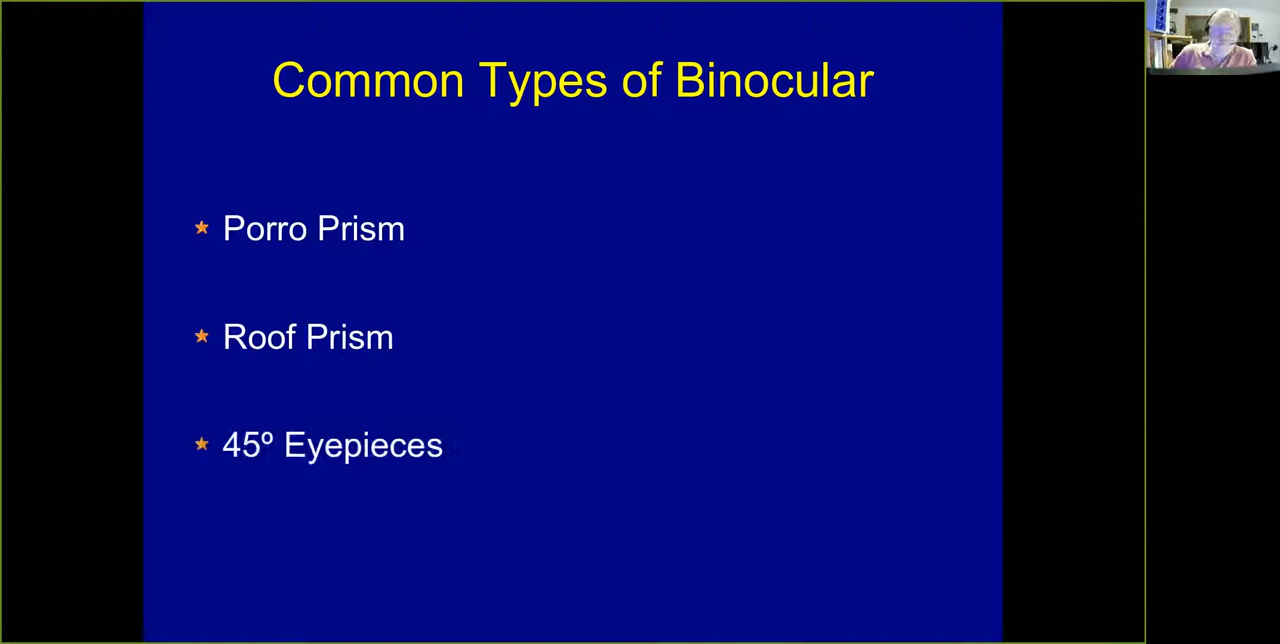 Common Types of Binocular
Porro Prism
Roof Prism
45º Eyepieces